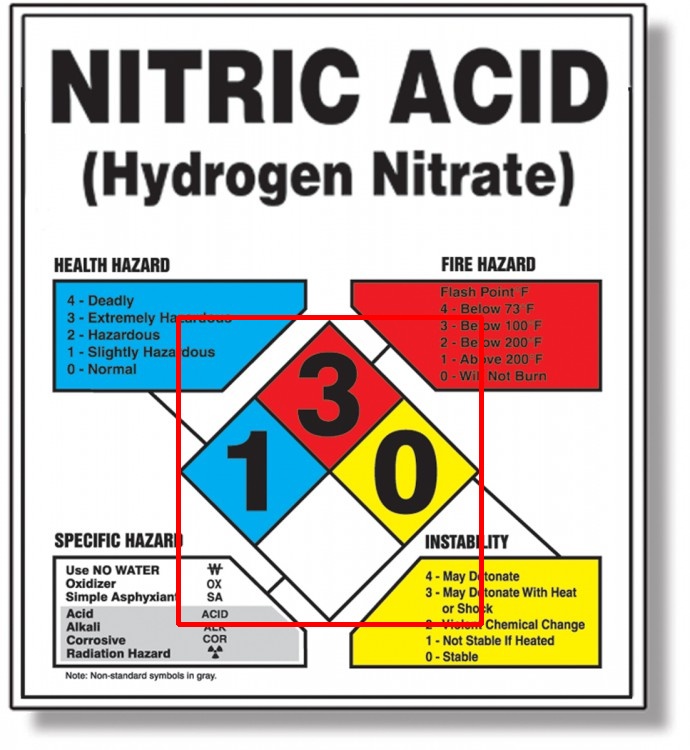 NITRIC ACID
(Hydrogen Nitrate)
HEALTH HAZARD
4 - Deadly
3 - Extremely Hazardous
2 - Hazardous
1 - Slightly Hazardous
0 - Normal
FIRE HAZARD
Flash Point F
4 - Below 73 F
3 - Below 100 F
2 - Below 200 F
1 - Above 200 F
0 - Will Not Burn
3
1
0
SPECIFIC HAZARD
Use NO WATER W
Oxidizer OX
Simple Asphyxiant SA
Acid ACID
Alkali ALK
Corrosive COR
Radiation Hazard
Note: Non-standard symbols in gray.
INSTABILITY
4 - May Detonate
3 - May Detonate With Heat
or Shock
2 - Violent Chemical Change
1 - Not Stable If Heated
0 - Stable